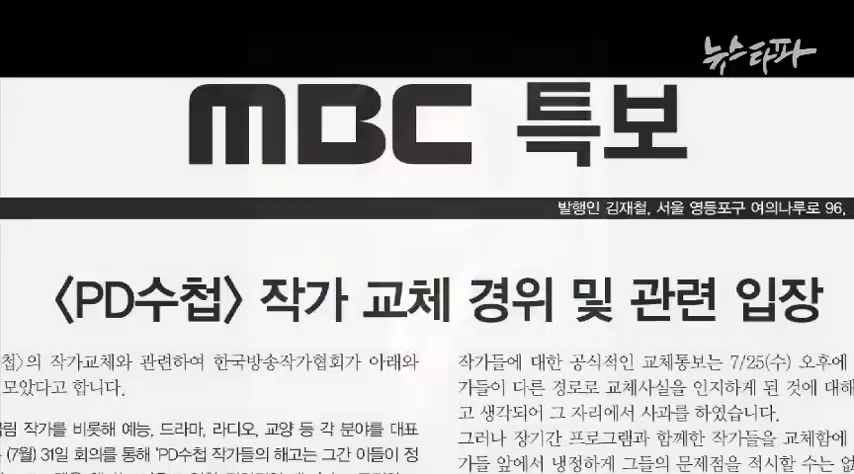 뉴스타파
MBC 특보
발행인 김재철, 서울 영등포구 여의나루로 96,
〈PD수첩〉 작가 교체 경위 및 관련 입장
첩〉의 작가교체와 관련하여 한국방송작가협회가 아래와
모았다고 합니다.
작가를 비롯해 예능, 드라마, 라디오, 교양 등 각 분야를 대표
(7월) 31일 회의를 통해 'PD수첩 작가들의 해고는 그간 이들이 정
작가들에 대한 공식적인 교체통보는 7/25(수) 오후에
가들이 다른 경로로 교체사실을 인지하게 된 것에 대해
고 생각되어 그 자리에서 사과를 하였습니다.
그러나 장기간 프로그램과 함께한 작가들을 교체함에
가들 앞에서 냉정하게 그들의 문제점을 적시할 수는